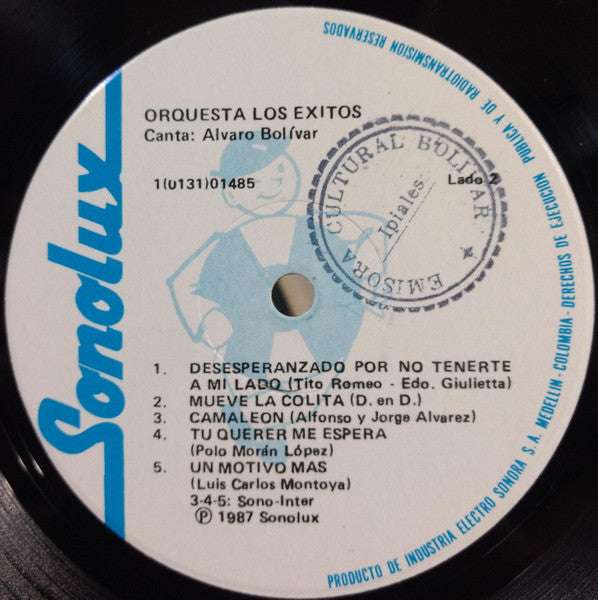 Sonolux
ORQUESTA LOS EXITOS
Canta: Alvaro Bolívar
1(0131)01485
Lado 2
EMISORA CULTURAL BOLIVAR
Ipiales
1. DESESPERANZADO POR NO TENERTE
A MI LADO (Tito Romeo - Edo. Giulietta)
2. MUEVE LA COLITA (D. en D.)
3. CAMALEON (Alfonso y Jorge Alvarez)
4. TU QUERER ME ESPERA
(Polo Morán López)
5. UN MOTIVO MAS
(Luis Carlos Montoya)
3-4-5: Sono-Inter
℗ 1987 Sonolux
PRODUCTO DE INDUSTRIA ELECTRO SONORA S. A. MEDELLIN - COLOMBIA - DERECHOS DE EJECUCION PUBLICA Y DE RADIOTRANSMISION RESERVADOS